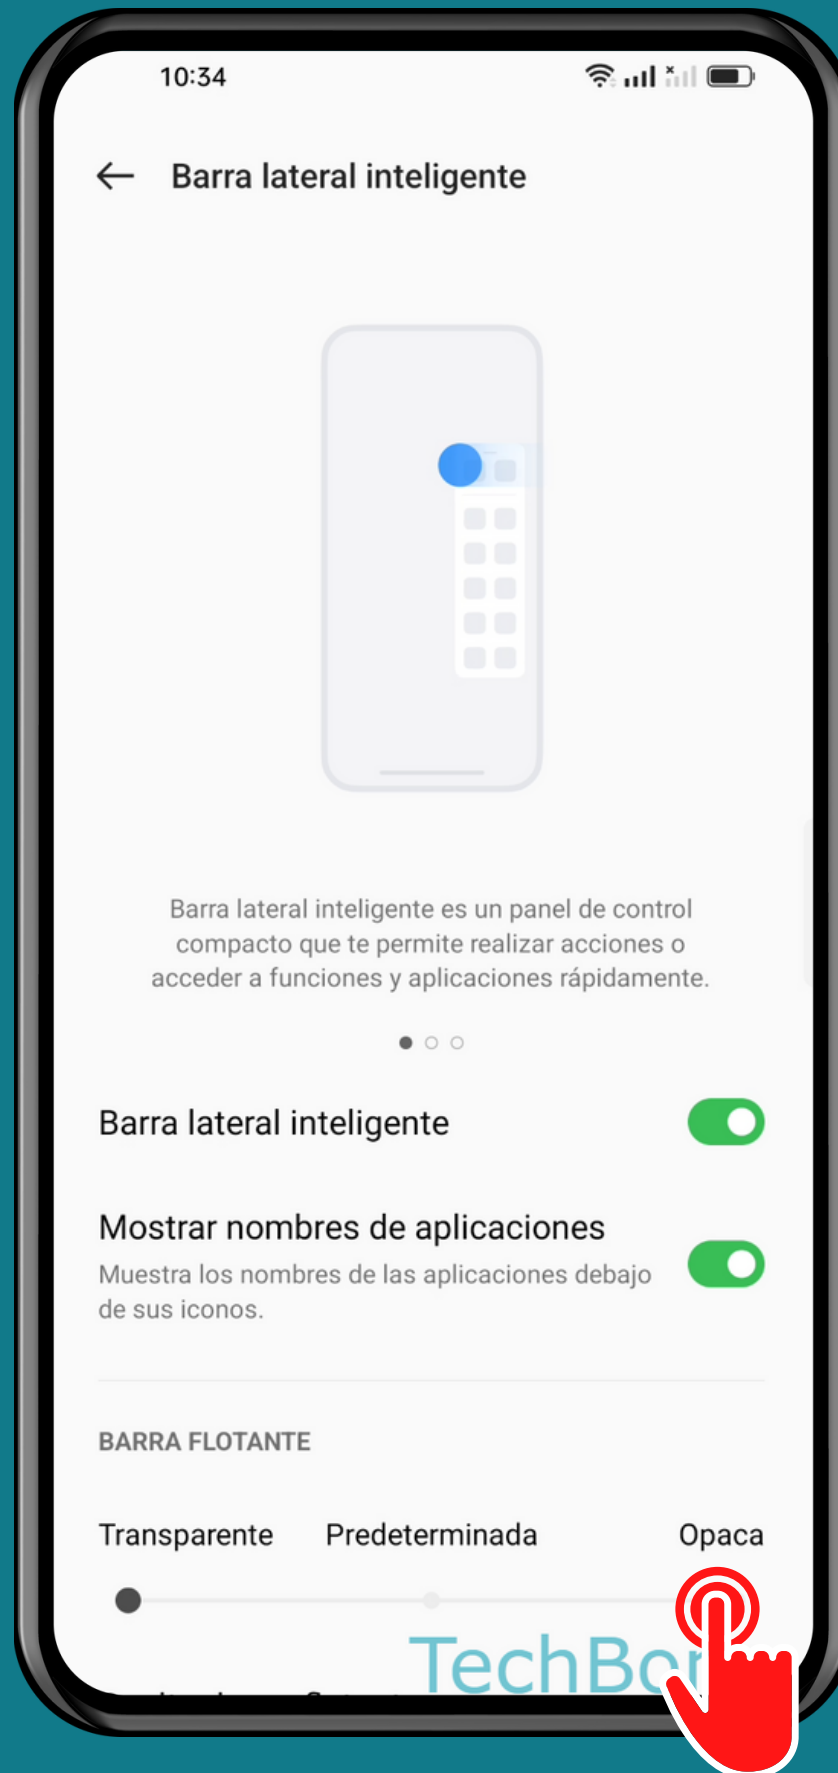 10:34
Barra lateral inteligente
Barra lateral inteligente es un panel de control
compacto que te permite realizar acciones o
acceder a funciones y aplicaciones rápidamente.
Barra lateral inteligente
Mostrar nombres de aplicaciones
Muestra los nombres de las aplicaciones debajo
de sus iconos.
BARRA FLOTANTE
Transparente Predeterminada Opaca